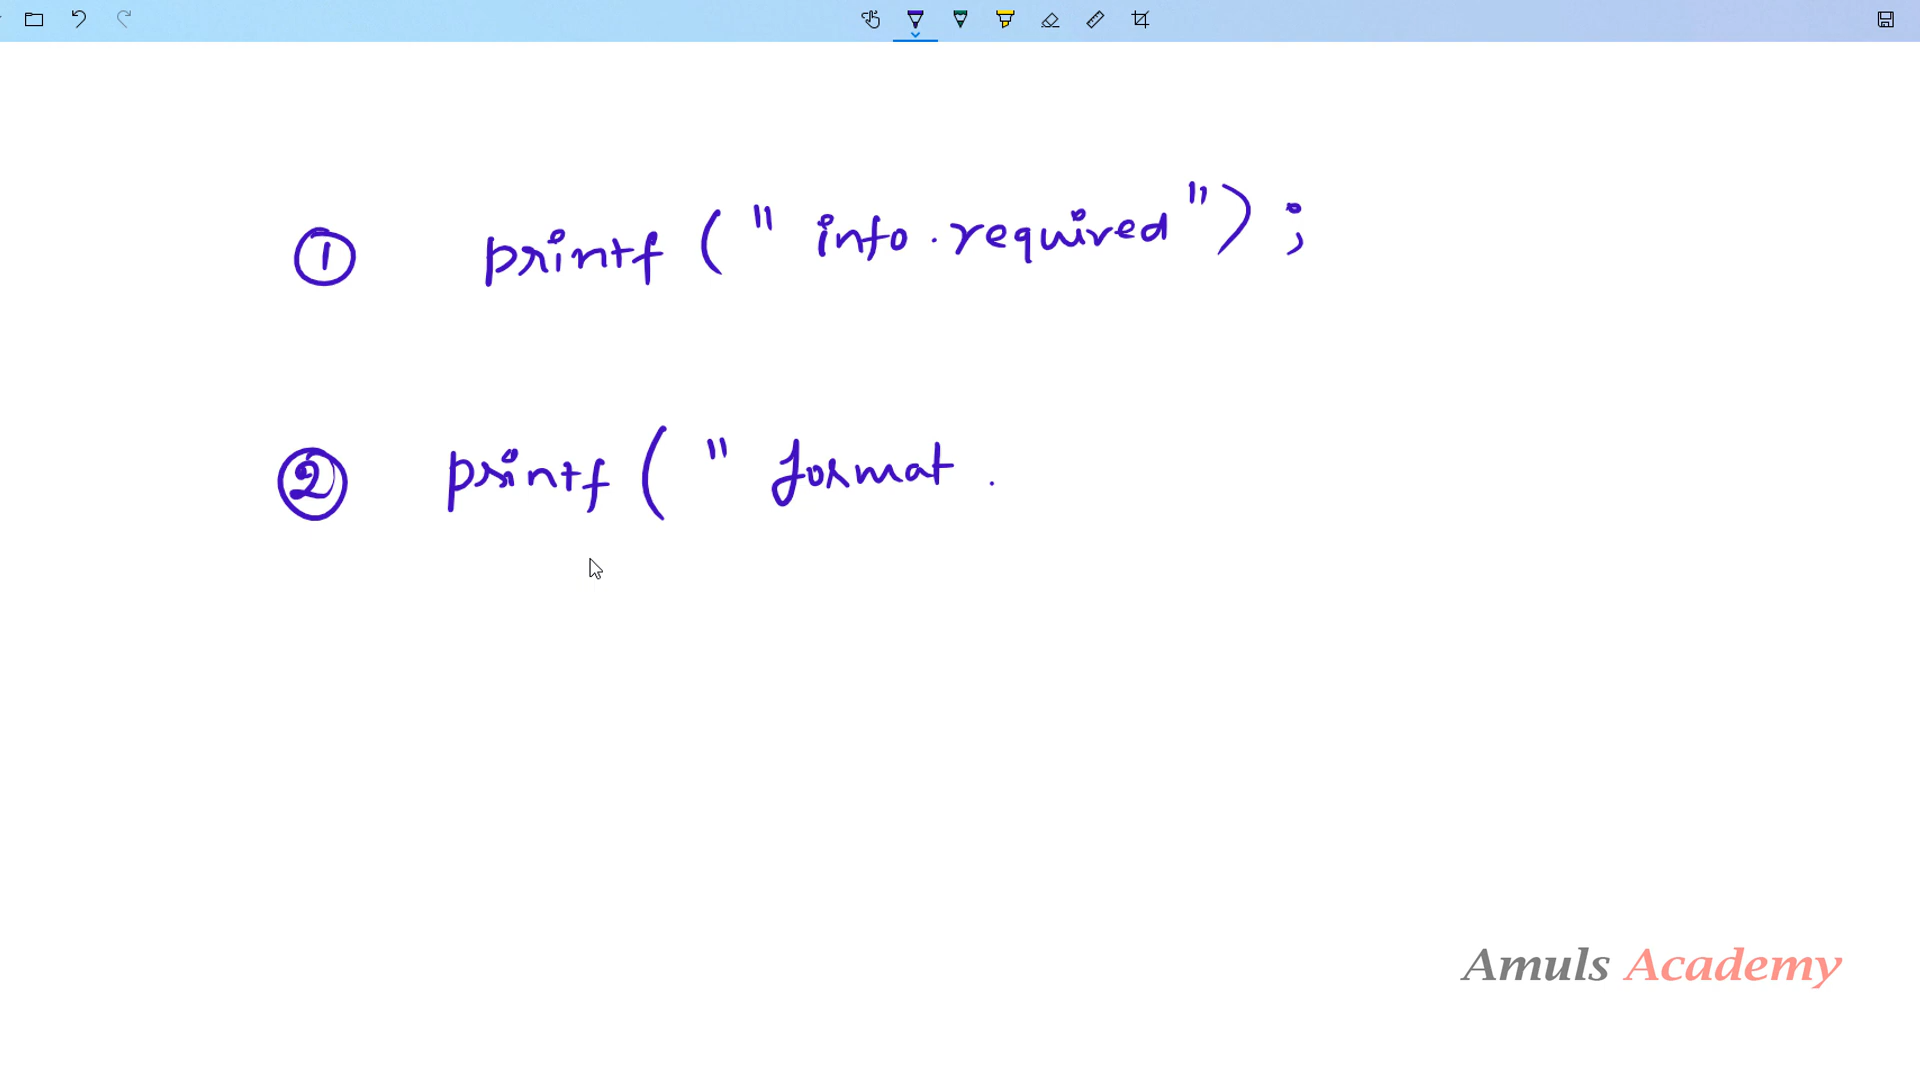 ① printf (" info.required") ;
② printf ( " format .
Amuls Academy